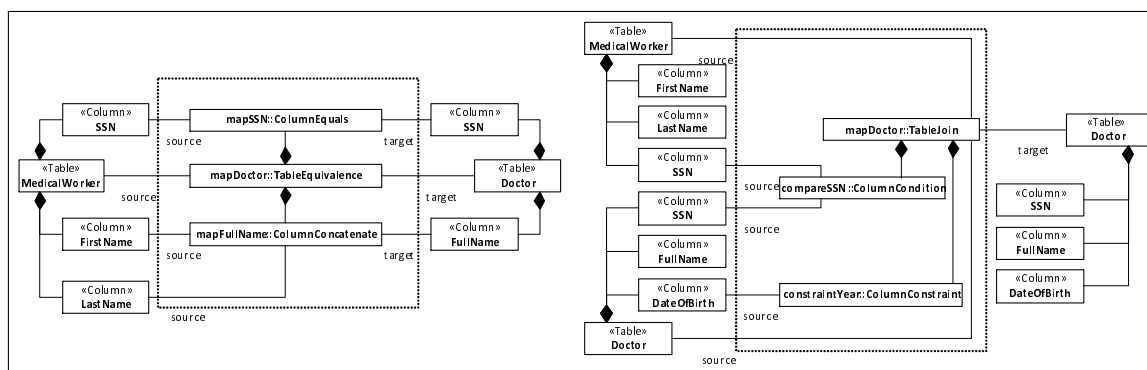 «Column»
SSN
mapSSN::ColumnEquals
«Column»
SSN
source
target
«Table»
MedicalWorker
mapDoctor::TableEquivalence
«Table»
Doctor
source
target
«Column»
FirstName
mapFullName::ColumnConcatenate
«Column»
FullName
source
target
«Column»
LastName
source
«Table»
MedicalWorker
source
«Column»
FirstName
«Column»
LastName
mapDoctor::TableJoin
«Table»
Doctor
target
«Column»
SSN
source
compareSSN::ColumnCondition
«Column»
SSN
source
«Column»
SSN
«Column»
FullName
«Column»
FullName
«Column»
DateOfBirth
constraintYear::ColumnConstraint
«Column»
DateOfBirth
source
«Table»
Doctor
source